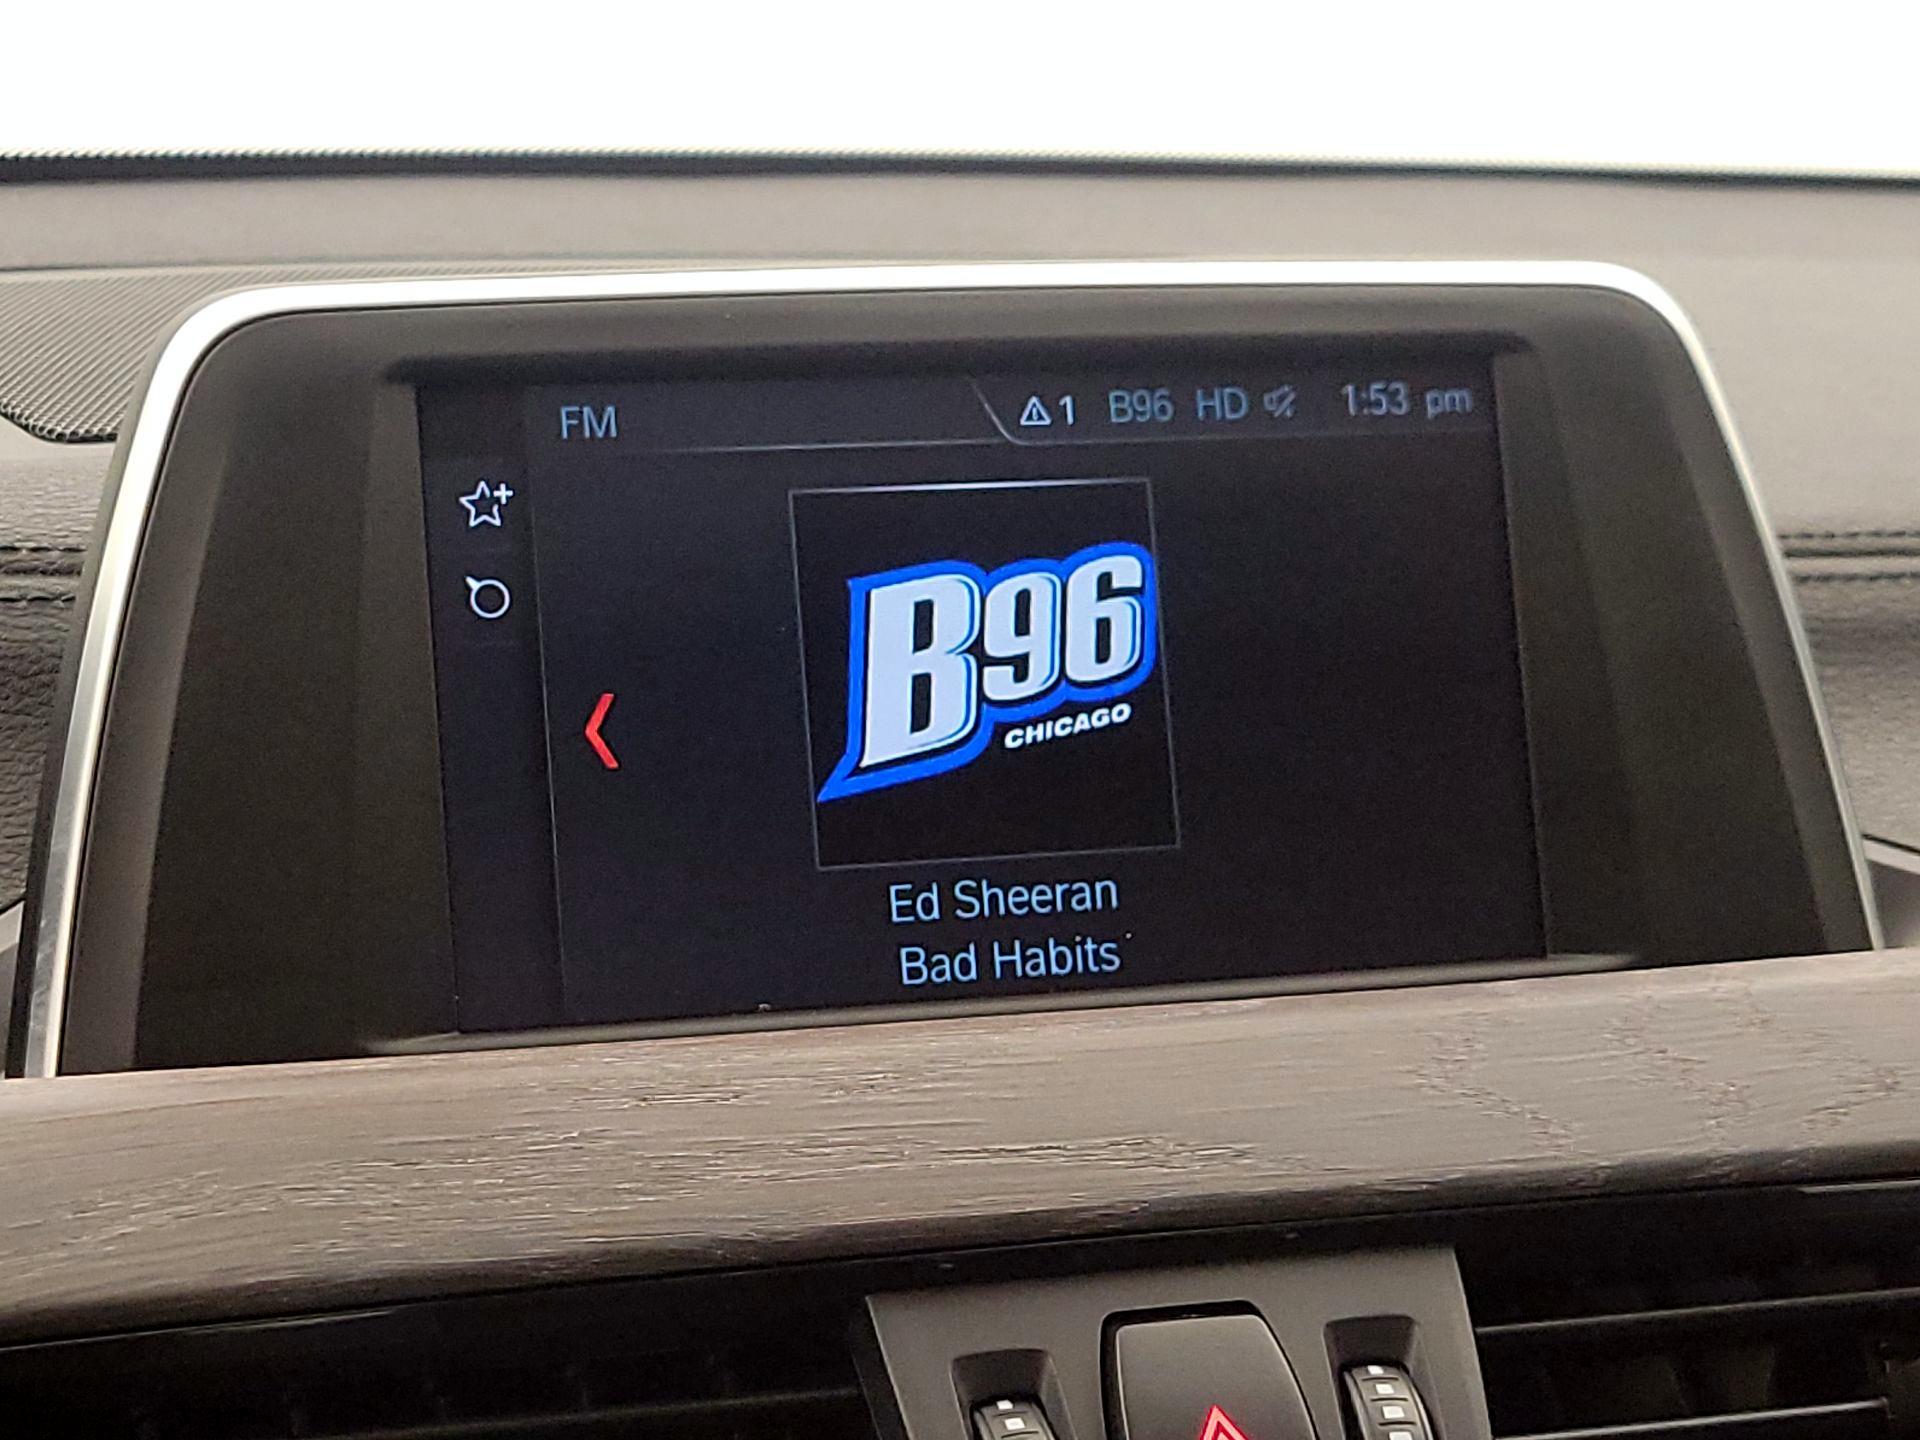 FM
1 B96 HD 1:53 pm
B96
CHICAGO
Ed Sheeran
Bad Habits